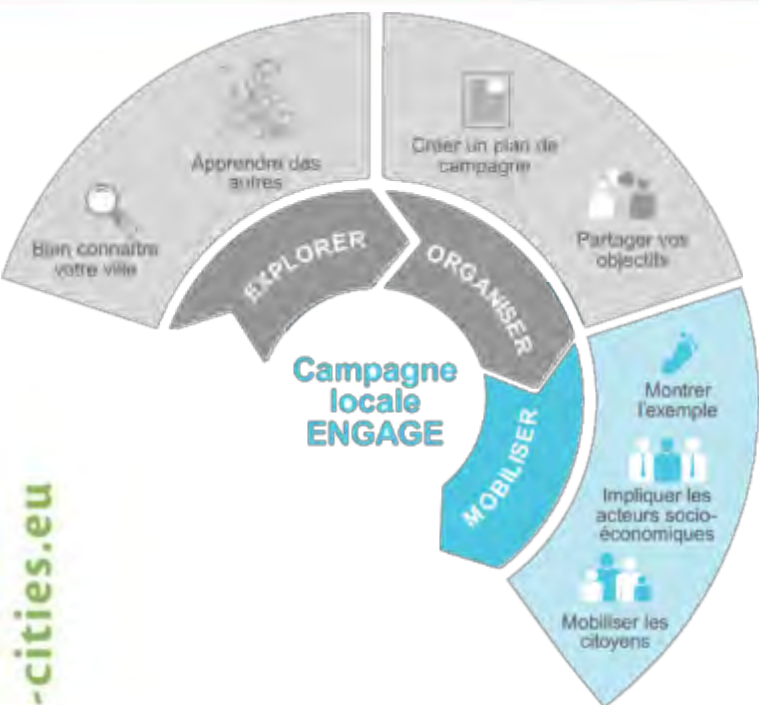 Apprendre das
autres
Bien connaître
votre ville
Créer un plan de
campagne
Partager vos
objectifs
EXPLORER
ORGANISER
MOBILISER
Campagne
locale
ENGAGE
Montrer
l'exemple
Impliquer les
acteurs socio-
économiques
Mobiliser les
citoyens
-cities.eu